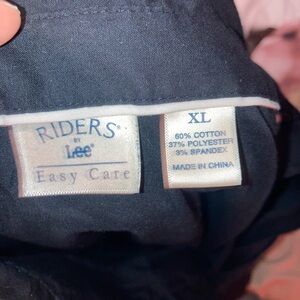 RIDERS®
BY
Lee®
Easy Care
XL
60% COTTON
37% POLYESTER
3% SPANDEX
MADE IN CHINA